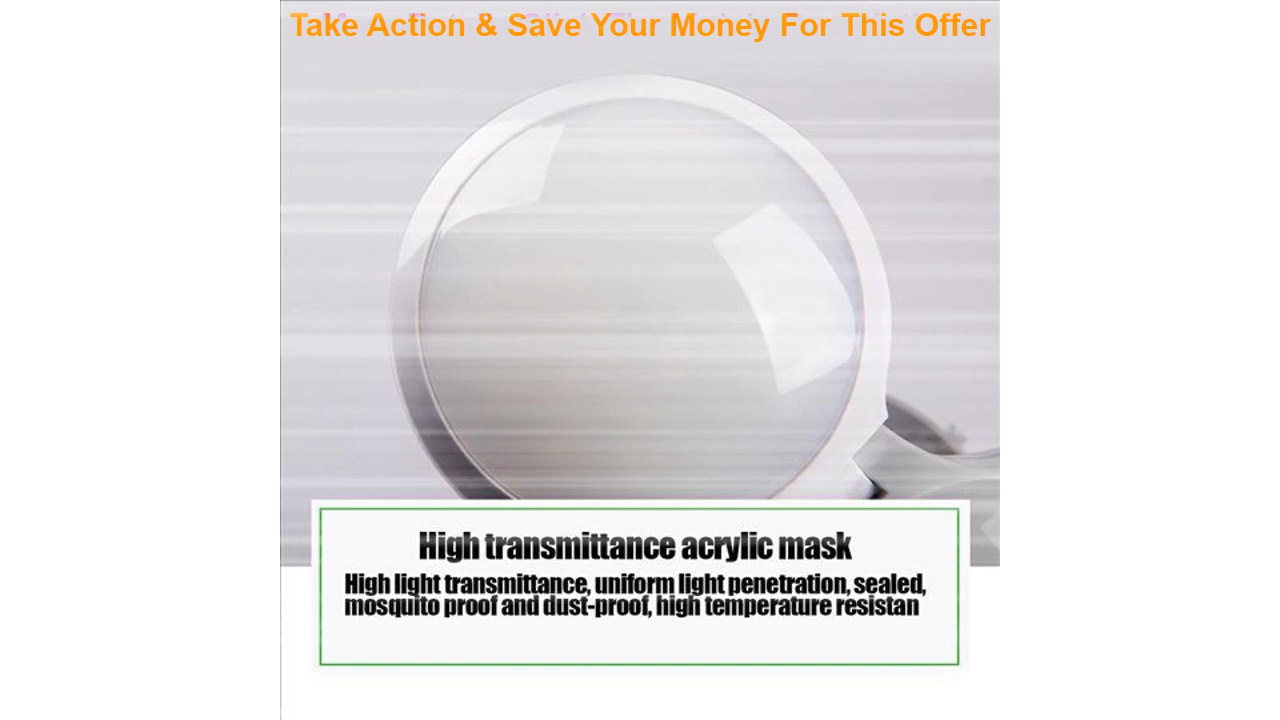 Take Action & Save Your Money For This Offer
High transmittance acrylic mask
High light transmittance, uniform light penetration, sealed,
mosquito proof and dust-proof, high temperature resistan